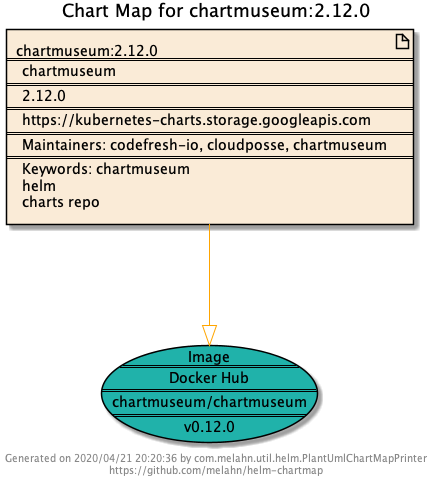 Chart Map for chartmuseum:2.12.0
chartmuseum:2.12.0
chartmuseum
2.12.0
https://kubernetes-charts.storage.googleapis.com
Maintainers: codefresh-io, cloudposse, chartmuseum
Keywords: chartmuseum
helm
charts repo
Image
Docker Hub
chartmuseum/chartmuseum
v0.12.0
Generated on 2020/04/21 20:20:36 by com.melahn.util.helm.PlantUmlChartMapPrinter
https://github.com/melahn/helm-chartmap